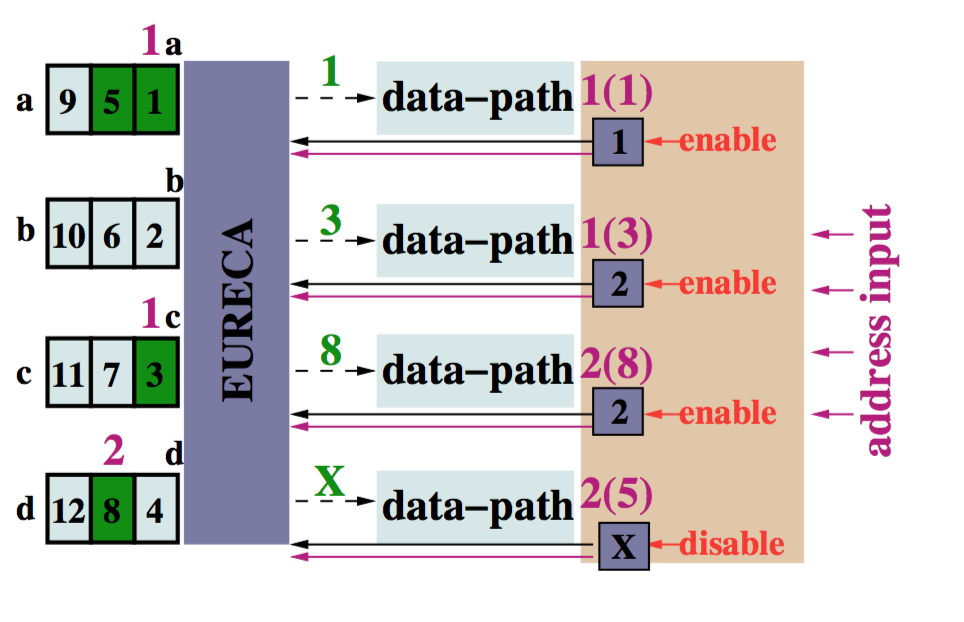 1 a
a 9 5 1
1 data–path 1(1)
1 enable
b
b 10 6 2
3 data–path 1(3)
2 enable
1 c
c 11 7 3
8 data–path 2(8)
2 enable
2 d
d 12 8 4
X data–path 2(5)
X disable
EURECA
address input